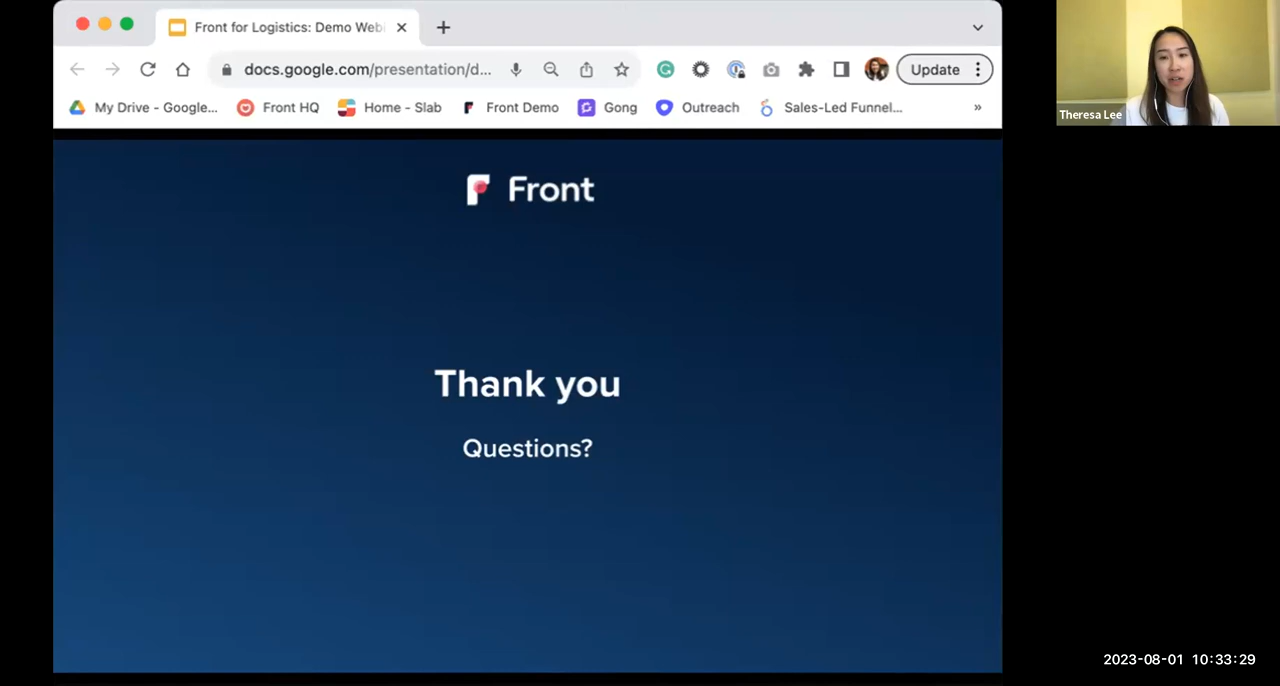 Front for Logistics: Demo Web
docs.google.com/presentation/d...
Update
My Drive - Google...
Front HQ
Home - Slab
Front Demo
Gong
Outreach
Sales-Led Funnel...
»
Theresa Lee
Front
Thank you
Questions?
2023-08-01 10:33:29